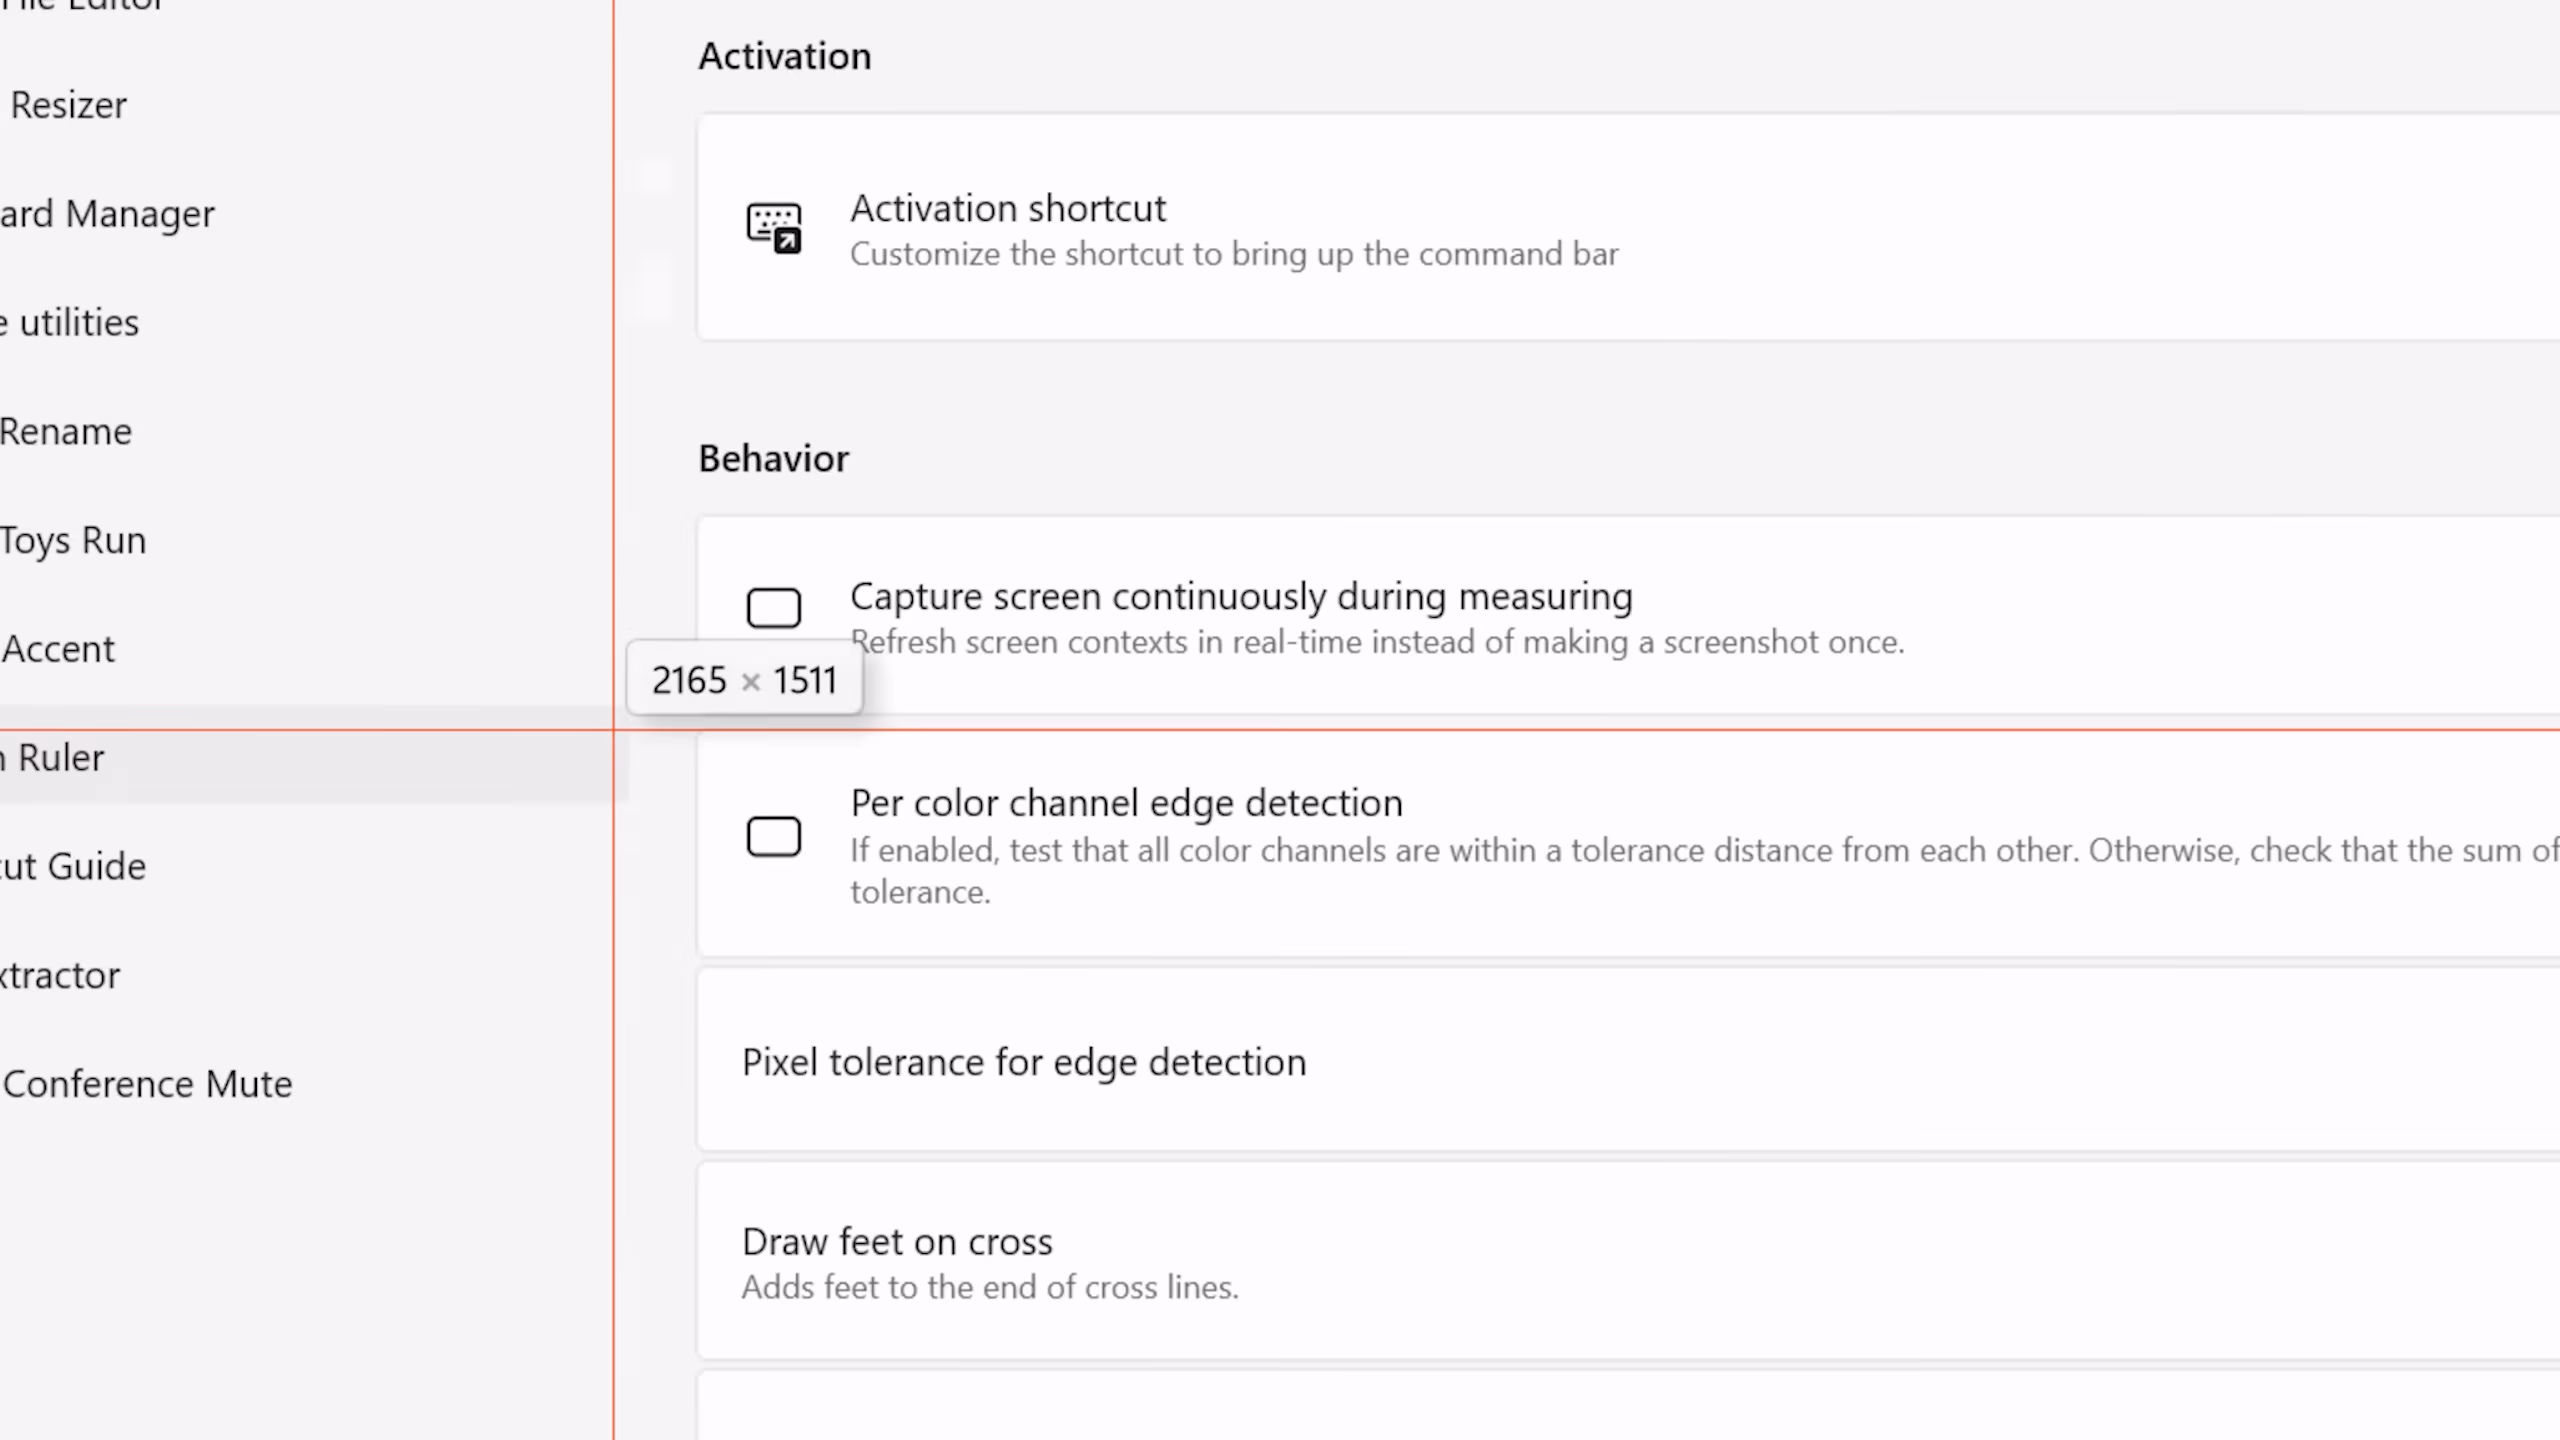 File Editor
Resizer
ard Manager
e utilities
Rename
Toys Run
Accent
n Ruler
cut Guide
xtractor
Conference Mute
Activation
Activation shortcut
Customize the shortcut to bring up the command bar
Behavior
Capture screen continuously during measuring
Refresh screen contexts in real-time instead of making a screenshot once.
2165 × 1511
Per color channel edge detection
If enabled, test that all color channels are within a tolerance distance from each other. Otherwise, check that the sum of
tolerance.
Pixel tolerance for edge detection
Draw feet on cross
Adds feet to the end of cross lines.